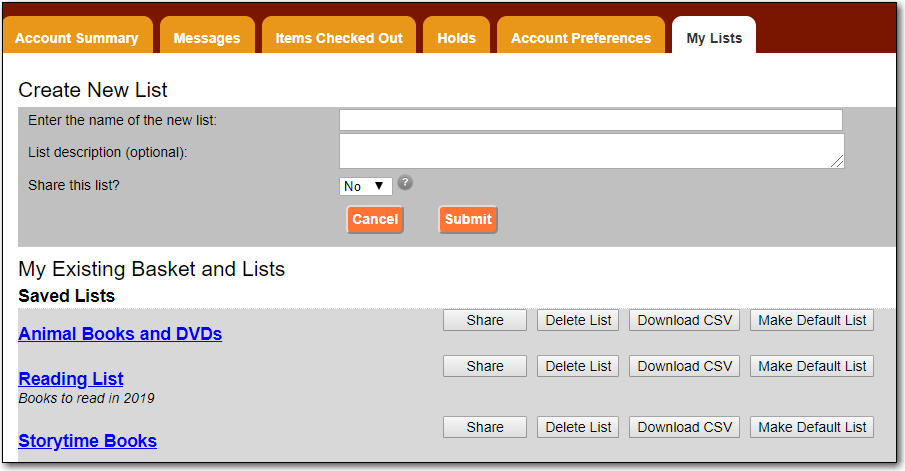 Account Summary Messages Items Checked Out Holds Account Preferences My Lists
Create New List
Enter the name of the new list:
List description (optional):
Share this list? No ▼ ?
Cancel Submit
My Existing Basket and Lists
Saved Lists
Animal Books and DVDs Share Delete List Download CSV Make Default List
Reading List Share Delete List Download CSV Make Default List
Books to read in 2019
Storytime Books Share Delete List Download CSV Make Default List